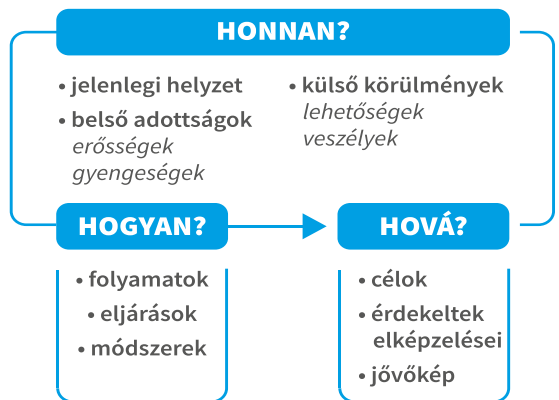 HONNAN?
• jelenlegi helyzet
• belső adottságok
erősségek
gyengeségek
• külső körülmények
lehetőségek
veszélyek
HOGYAN?
• folyamatok
• eljárások
• módszerek
HOVÁ?
• célok
• érdekeltek
elképzelései
• jövőkép